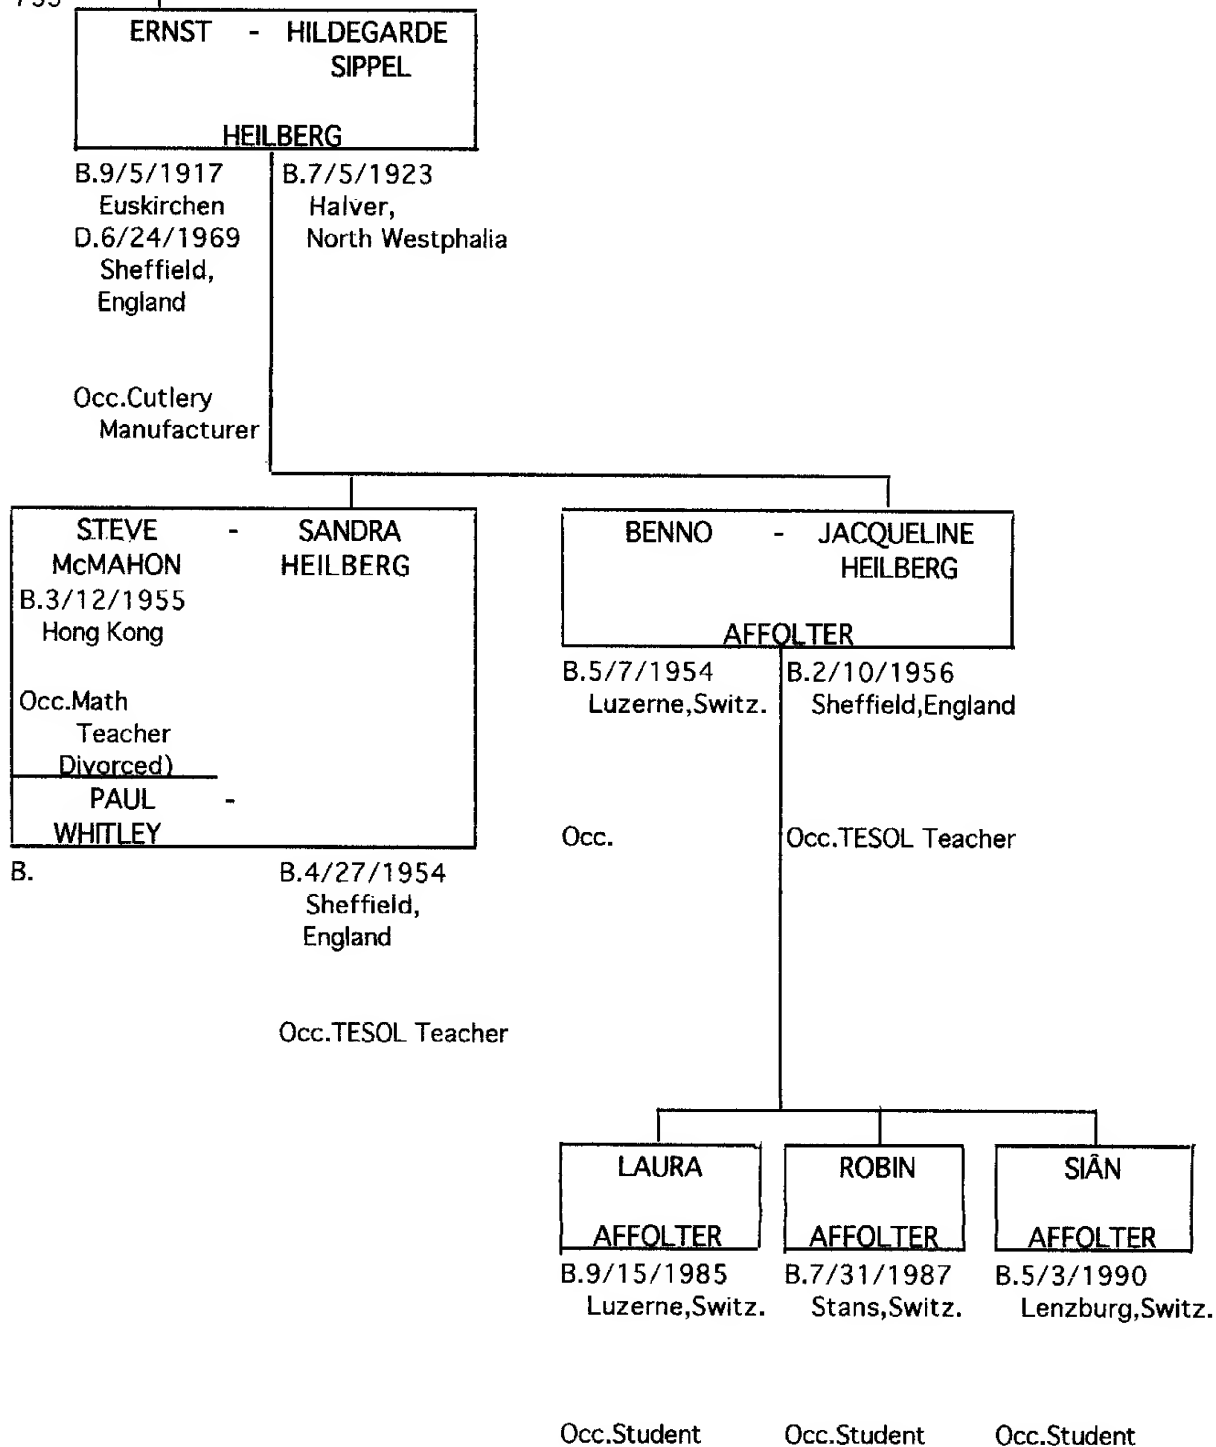 ERNST - HILDEGARDE
SIPPEL
HEILBERG
B.9/5/1917
Euskirchen
D.6/24/1969
Sheffield,
England
Occ.Cutlery
Manufacturer
B.7/5/1923
Halver,
North Westphalia
STEVE - SANDRA
McMAHON HEILBERG
B.3/12/1955
Hong Kong
Occ.Math
Teacher
Divorced)
PAUL -
WHITLEY
B.
B.4/27/1954
Sheffield,
England
Occ.TESOL Teacher
BENNO - JACQUELINE
HEILBERG
AFFOLTER
B.5/7/1954
Luzerne,Switz.
Occ.
B.2/10/1956
Sheffield,England
Occ.TESOL Teacher
LAURA
AFFOLTER
B.9/15/1985
Luzerne,Switz.
Occ.Student
ROBIN
AFFOLTER
B.7/31/1987
Stans,Switz.
Occ.Student
SIÂN
AFFOLTER
B.5/3/1990
Lenzburg,Switz.
Occ.Student